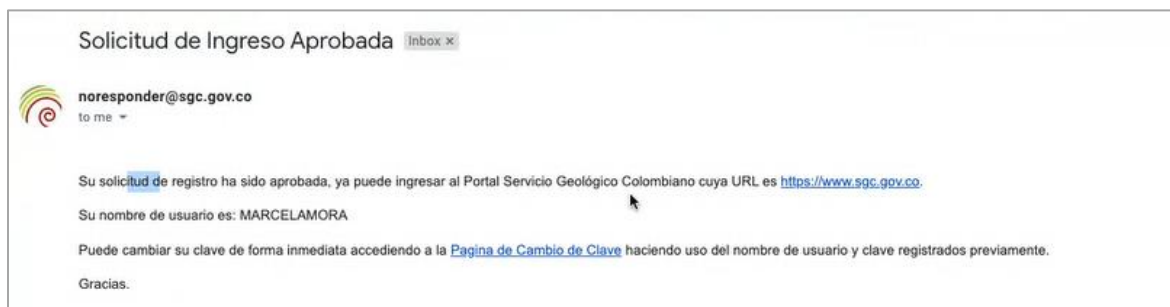 Solicitud de Ingreso Aprobada Inbox ×
noresponder@sgc.gov.co
to me
Su solicitud de registro ha sido aprobada, ya puede ingresar al Portal Servicio Geológico Colombiano cuya URL es https://www.sgc.gov.co.
Su nombre de usuario es: MARCELAMORA
Puede cambiar su clave de forma inmediata accediendo a la Pagina de Cambio de Clave haciendo uso del nombre de usuario y clave registrados previamente.
Gracias.